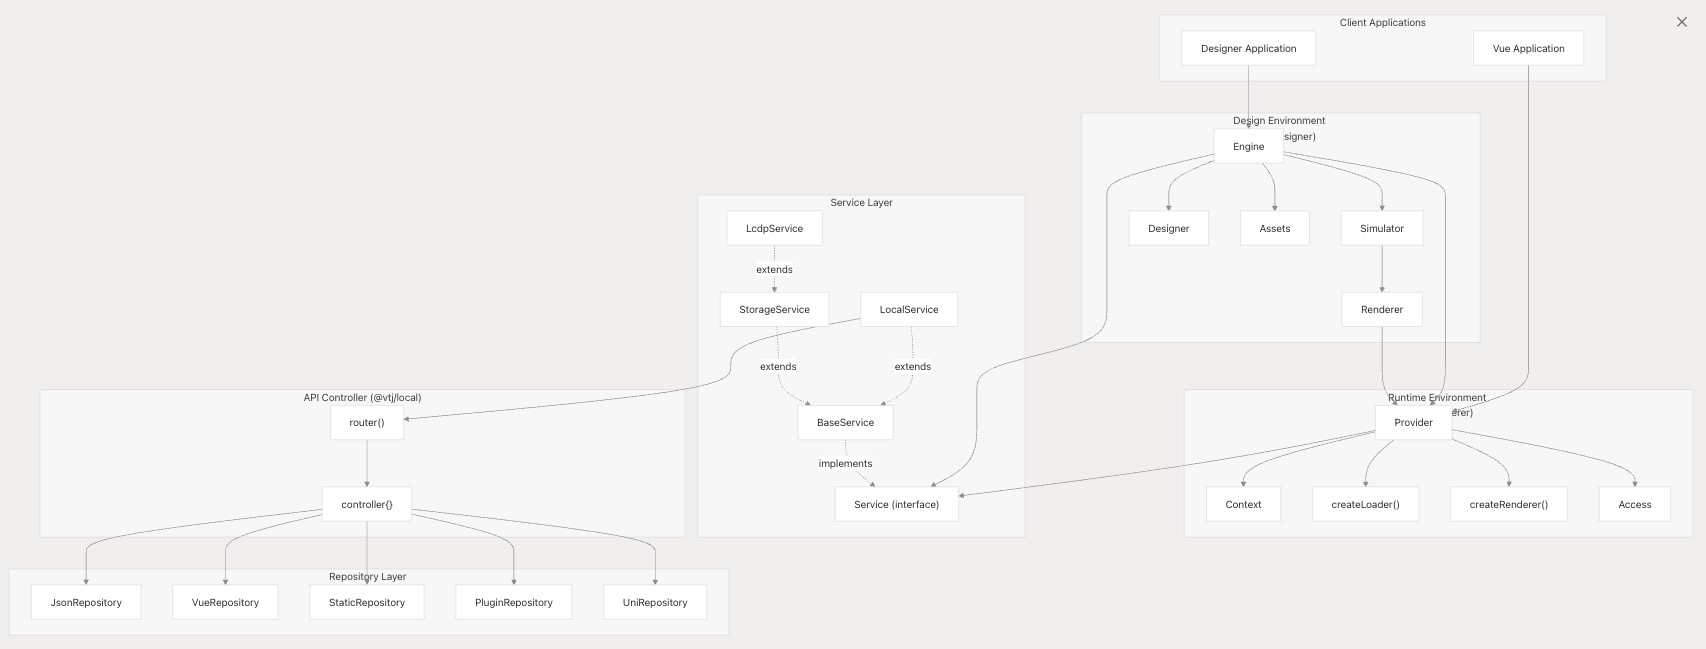 Client Applications
Designer Application
Vue Application
Design Environment
signer)
Engine
Designer
Assets
Simulator
Renderer
Service Layer
LcdpService
extends
StorageService
LocalService
extends
extends
BaseService
implements
Service (interface)
API Controller (@vtj/local)
router()
controller{}
Runtime Environment
erer)
Provider
Context
createLoader()
createRenderer()
Access
Repository Layer
JsonRepository
VueRepository
StaticRepository
PluginRepository
UniRepository